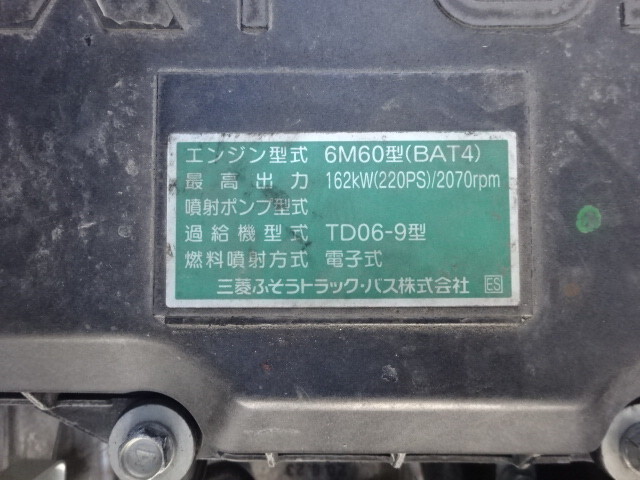 エンジン型式 6M60型(BAT4)
最高出力 162kW(220PS)/2070rpm
噴射ポンプ型式
過給機型式 TD06-9型
燃料噴射方式 電子式
三菱ふそうトラック・バス株式会社 ES